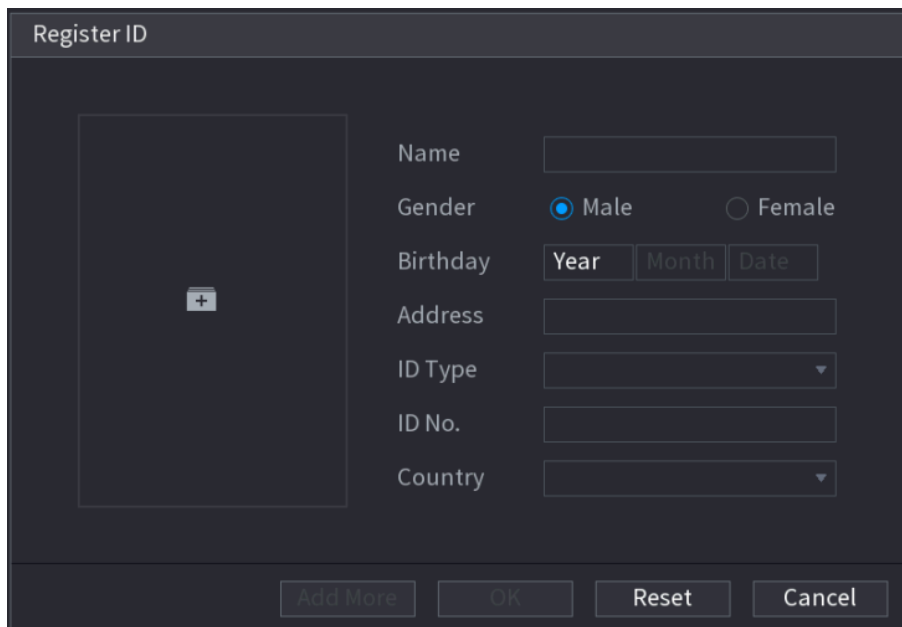 Register ID
Name
Gender Male Female
Birthday Year Month Date
Address
ID Type
ID No.
Country
Add More OK Reset Cancel